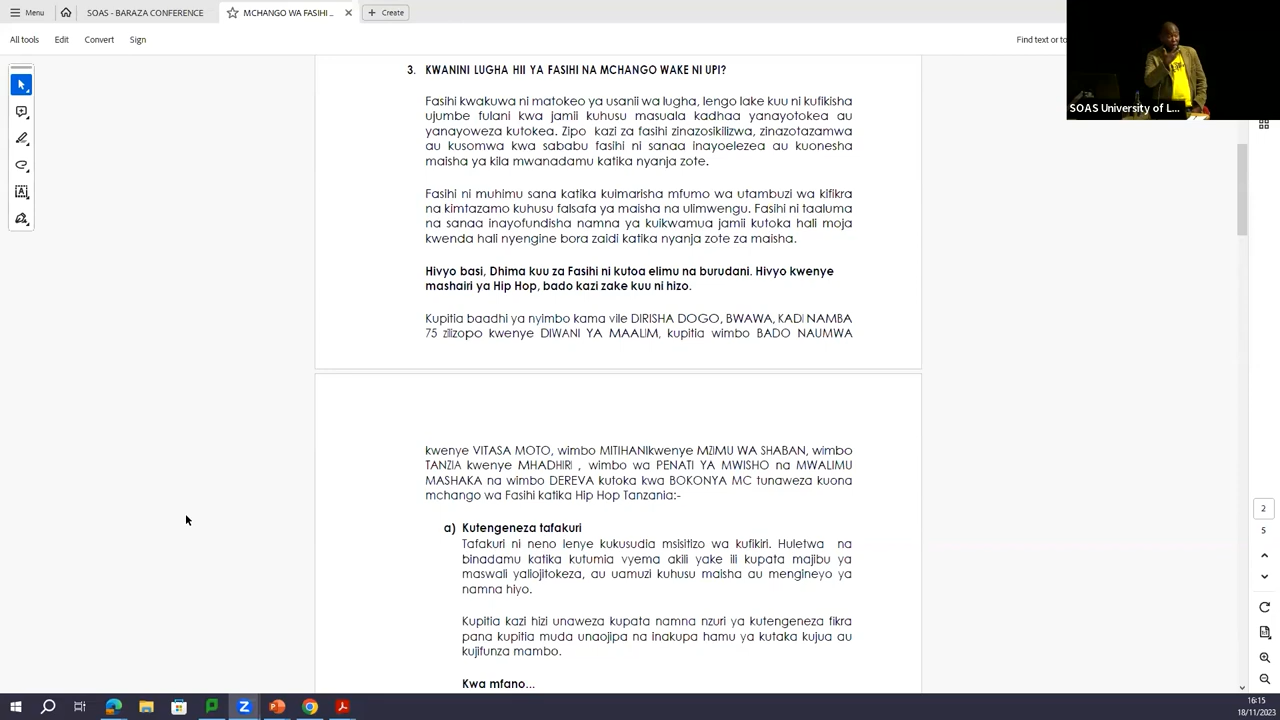 Menu
SOAS - BARAZA CONFERENCE
MCHANGO WA FASIHI ...
Create
All tools
Edit
Convert
Sign
Find text or to
SOAS University of L...
3. KWANINI LUGHA HII YA FASIHI NA MCHANGO WAKE NI UPI?
Fasihi kwakuwa ni matokeo ya usanii wa lugha, lengo lake kuu ni kufikisha
ujumbe fulani kwa jamii kuhusu masuala kadhaa yanayotokea au
yanayoweza kutokea. Zipo kazi za fasihi zinazosikilizwa, zinazotazamwa
au kusomwa kwa sababu fasihi ni sanaa inayoelezea au kuonesha
maisha ya kila mwanadamu katika nyanja zote.
Fasihi ni muhimu sana katika kuimarisha mfumo wa utambuzi wa kifikra
na kimtazamo kuhusu falsafa ya maisha na ulimwengu. Fasihi ni taaluma
na sanaa inayofundisha namna ya kuikwamua jamii kutoka hali moja
kwenda hali nyengine bora zaidi katika nyanja zote za maisha.
Hivyo basi, Dhima kuu za Fasihi ni kutoa elimu na burudani. Hivyo kwenye
mashairi ya Hip Hop, bado kazi zake kuu ni hizo.
Kupitia baadhi ya nyimbo kama vile DIRISHA DOGO, BWAWA, KADI NAMBA
75 zilizopo kwenye DIWANI YA MAALIM, kupitia wimbo BADO NAUMWA
kwenye VITASA MOTO, wimbo MITIHANIkwenye MZIMU WA SHABAN, wimbo
TANZIA kwenye MHADHIRI , wimbo wa PENATI YA MWISHO na MWALIMU
MASHAKA na wimbo DEREVA kutoka kwa BOKONYA MC tunaweza kuona
mchango wa Fasihi katika Hip Hop Tanzania:-
a) Kutengeneza tafakuri
Tafakuri ni neno lenye kukusudia msisitizo wa kufikiri. Huletwa na
binadamu katika kutumia vyema akili yake ili kupata majibu ya
maswali yaliojitokeza, au uamuzi kuhusu maisha au mengineyo ya
namna hiyo.
Kupitia kazi hizi unaweza kupata namna nzuri ya kutengeneza fikra
pana kupitia muda unaojipa na inakupa hamu ya kutaka kujua au
kujifunza mambo.
Kwa mfano...
2
5
16:15
18/11/2023